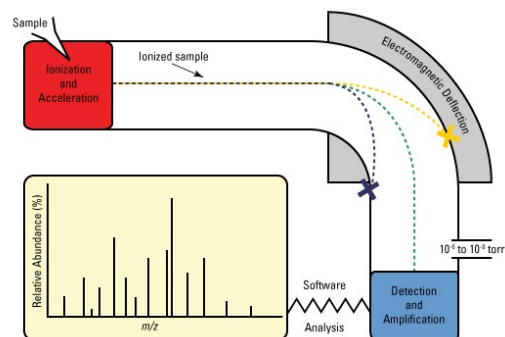 Sample
Ionization
and
Acceleration
Ionized sample
Electromagnetic Deflection
Relative Abundance (%)
m/z
Software
Analysis
10⁻⁶ to 10⁻⁸ torr
Detection
and
Amplification